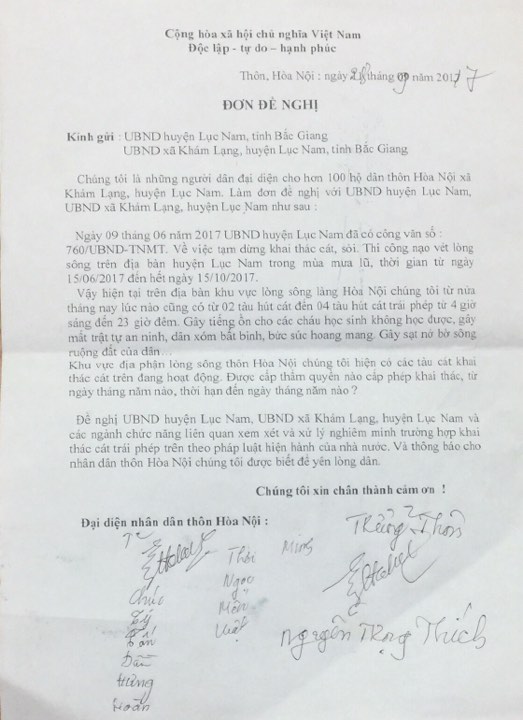 Cộng hòa xã hội chủ nghĩa Việt Nam
Độc lập - tự do – hạnh phúc
Thôn, Hòa Nội : ngày 28 tháng 09 năm 2017
ĐƠN ĐỀ NGHỊ
Kính gửi : UBND huyện Lục Nam, tỉnh Bắc Giang
UBND xã Khám Lạng, huyện Lục Nam, tỉnh Bắc Giang
Chúng tôi là những người dân đại diện cho hơn 100 hộ dân thôn Hòa Nội xã
Khám Lạng, huyện Lục Nam. Làm đơn đề nghị với UBND huyện Lục Nam,
UBND xã Khám Lạng, huyện Lục Nam như sau :
Ngày 09 tháng 06 năm 2017 UBND huyện Lục Nam đã có công văn số :
760/UBND-TNMT. Về việc tạm dừng khai thác cát, sỏi. Thi công nạo vét lòng
sông trên địa bàn huyện Lục Nam trong mùa mưa lũ, thời gian từ ngày
15/06/2017 đến hết ngày 15/10/2017.
Vậy hiện tại trên địa bàn khu vực lòng sông làng Hòa Nội chúng tôi từ nửa
tháng nay lúc nào cũng có từ 02 tàu hút cát đến 04 tàu hút cát trái phép từ 4 giờ
sáng đến 23 giờ đêm. Gây tiếng ồn cho các cháu học sinh không học được, gây
mất trật tự an ninh, dân xóm bất bình, bức súc hoang mang. Gây sạt nở bờ sông
ruộng đất của dân. .
Khu vực địa phận lòng sông thôn Hòa Nội chúng tôi hiện có các tàu cát khai
thác cát trên đang hoạt động. Được cấp thẩm quyền nào cấp phép khai thác, từ
ngày tháng năm nào, thời hạn đến ngày tháng năm nào ?
Đề nghị UBND huyện Lục Nam, UBND xã Khám Lạng, huyện Lục Nam và
các ngành chức năng liên quan xem xét và xử lý nghiêm minh trường hợp khai
thác cát trái phép trên theo pháp luật hiện hành của nhà nước. Và thông báo cho
nhân dân thôn Hòa Nội chúng tôi được biết để yên lòng dân.
Chúng tôi xin chân thành cảm ơn !
Đại diện nhân dân thôn Hòa Nội :
Trưởng Thôn
Thời Minh
Chúc Ngọc
Lý Mến
Tấn Việt
Nguyễn Trọng Thích
Dần
Hưng
Hoàn